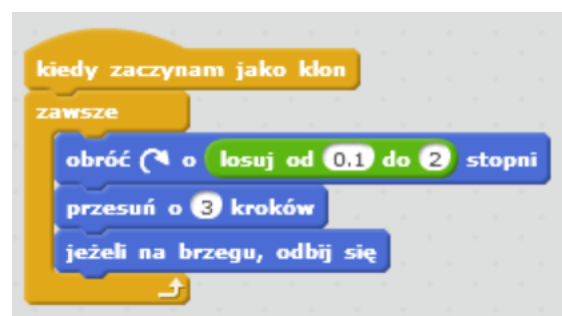 kiedy zaczynam jako klon
zawsze
obróć o losuj od 0.1 do 2 stopni
przesuń o 3 kroków
jeżeli na brzegu, odbij się